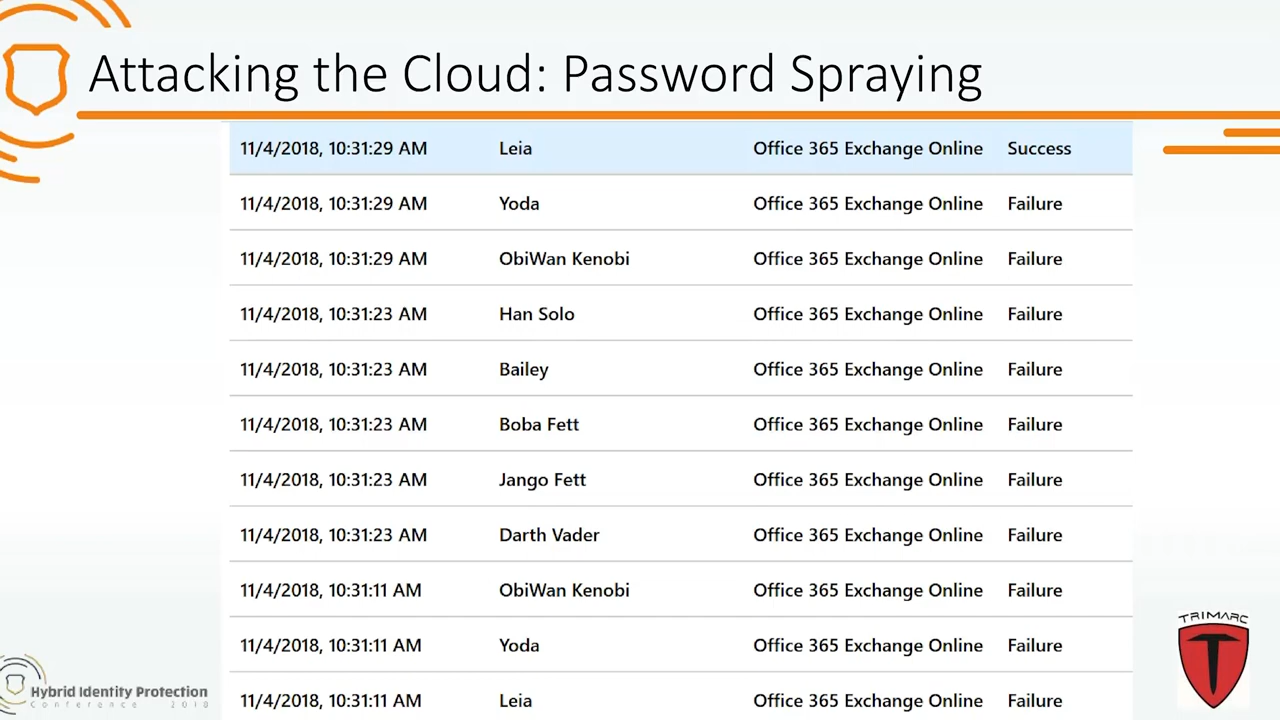 Attacking the Cloud: Password Spraying
11/4/2018, 10:31:29 AM Leia Office 365 Exchange Online Success
11/4/2018, 10:31:29 AM Yoda Office 365 Exchange Online Failure
11/4/2018, 10:31:29 AM ObiWan Kenobi Office 365 Exchange Online Failure
11/4/2018, 10:31:23 AM Han Solo Office 365 Exchange Online Failure
11/4/2018, 10:31:23 AM Bailey Office 365 Exchange Online Failure
11/4/2018, 10:31:23 AM Boba Fett Office 365 Exchange Online Failure
11/4/2018, 10:31:23 AM Jango Fett Office 365 Exchange Online Failure
11/4/2018, 10:31:23 AM Darth Vader Office 365 Exchange Online Failure
11/4/2018, 10:31:11 AM ObiWan Kenobi Office 365 Exchange Online Failure
11/4/2018, 10:31:11 AM Yoda Office 365 Exchange Online Failure
11/4/2018, 10:31:11 AM Leia Office 365 Exchange Online Failure
TRIMARC
Hybrid Identity Protection
Conference 2018